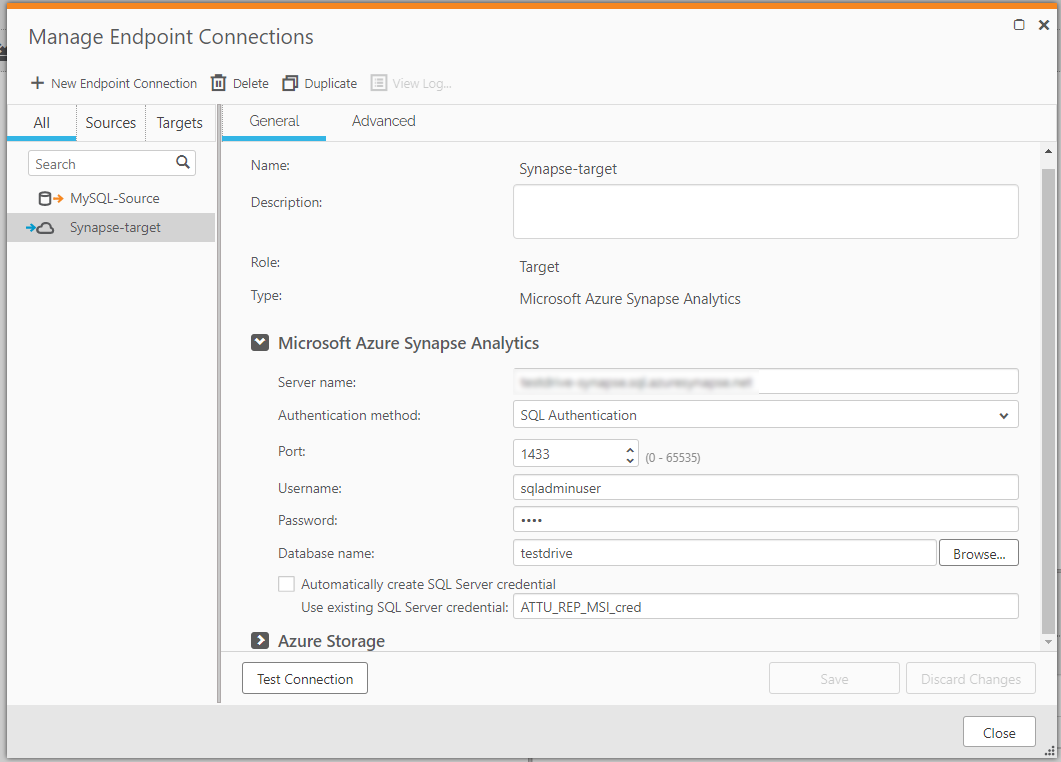 Manage Endpoint Connections
New Endpoint Connection Delete Duplicate View Log...
All Sources Targets General Advanced
Search
MySQL-Source
Synapse-target
Name: Synapse-target
Description:
Role: Target
Type: Microsoft Azure Synapse Analytics
Microsoft Azure Synapse Analytics
Server name:
Authentication method: SQL Authentication
Port: 1433 (0 - 65535)
Username: sqladminuser
Password: ••••
Database name: testdrive Browse...
Automatically create SQL Server credential
Use existing SQL Server credential: ATTU_REP_MSI_cred
Azure Storage
Test Connection Save Discard Changes
Close